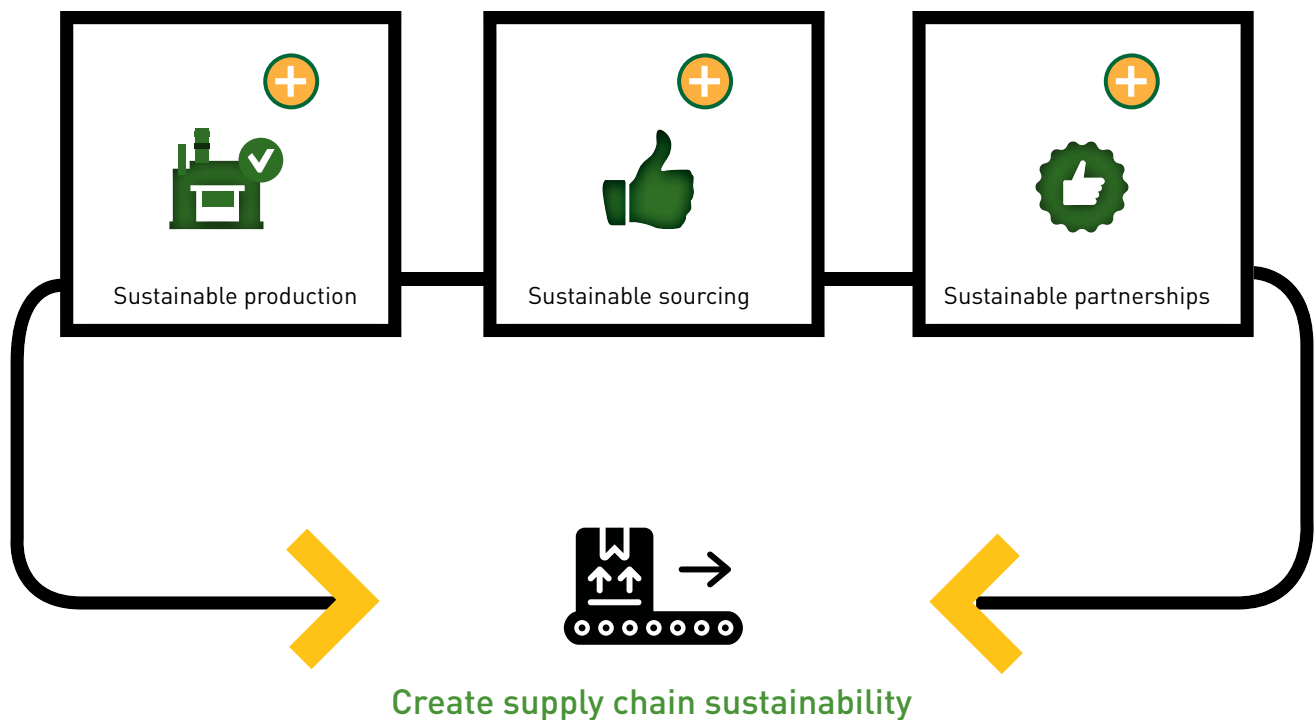 Sustainable production
Sustainable sourcing
Sustainable partnerships
Create supply chain sustainability